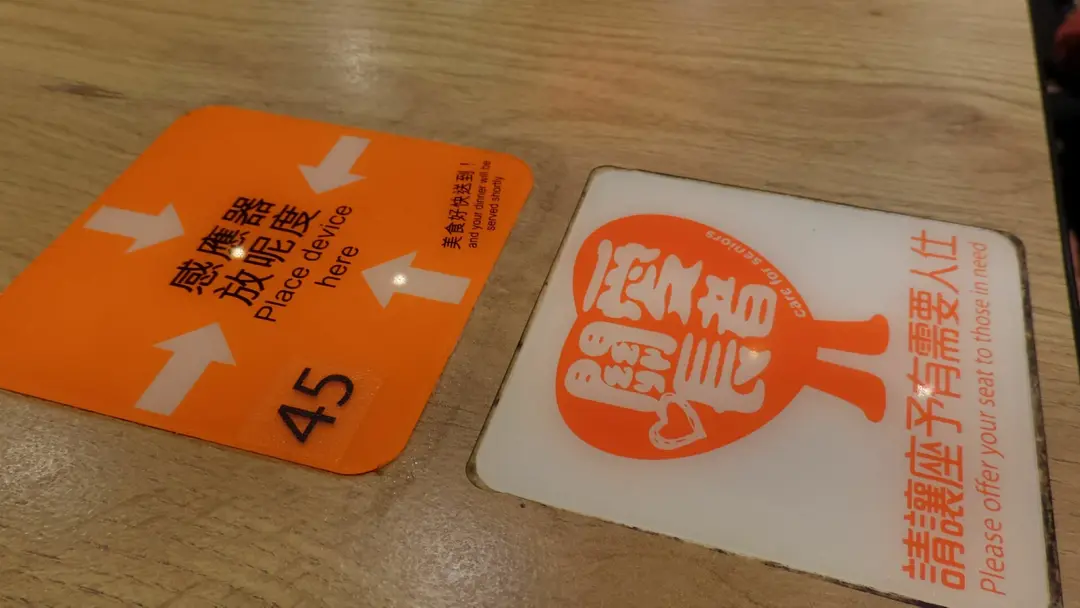 感應器
放呢度
Place device
here
美食好快送到！
and your dinner will be
served shortly
45
關愛
長者
care for seniors
請讓座予有需要人仕
Please offer your seat to those in need